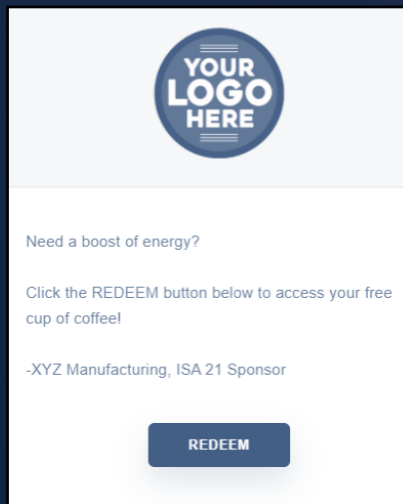 YOUR
LOGO
HERE
Need a boost of energy?
Click the REDEEM button below to access your free
cup of coffee!
-XYZ Manufacturing, ISA 21 Sponsor
REDEEM